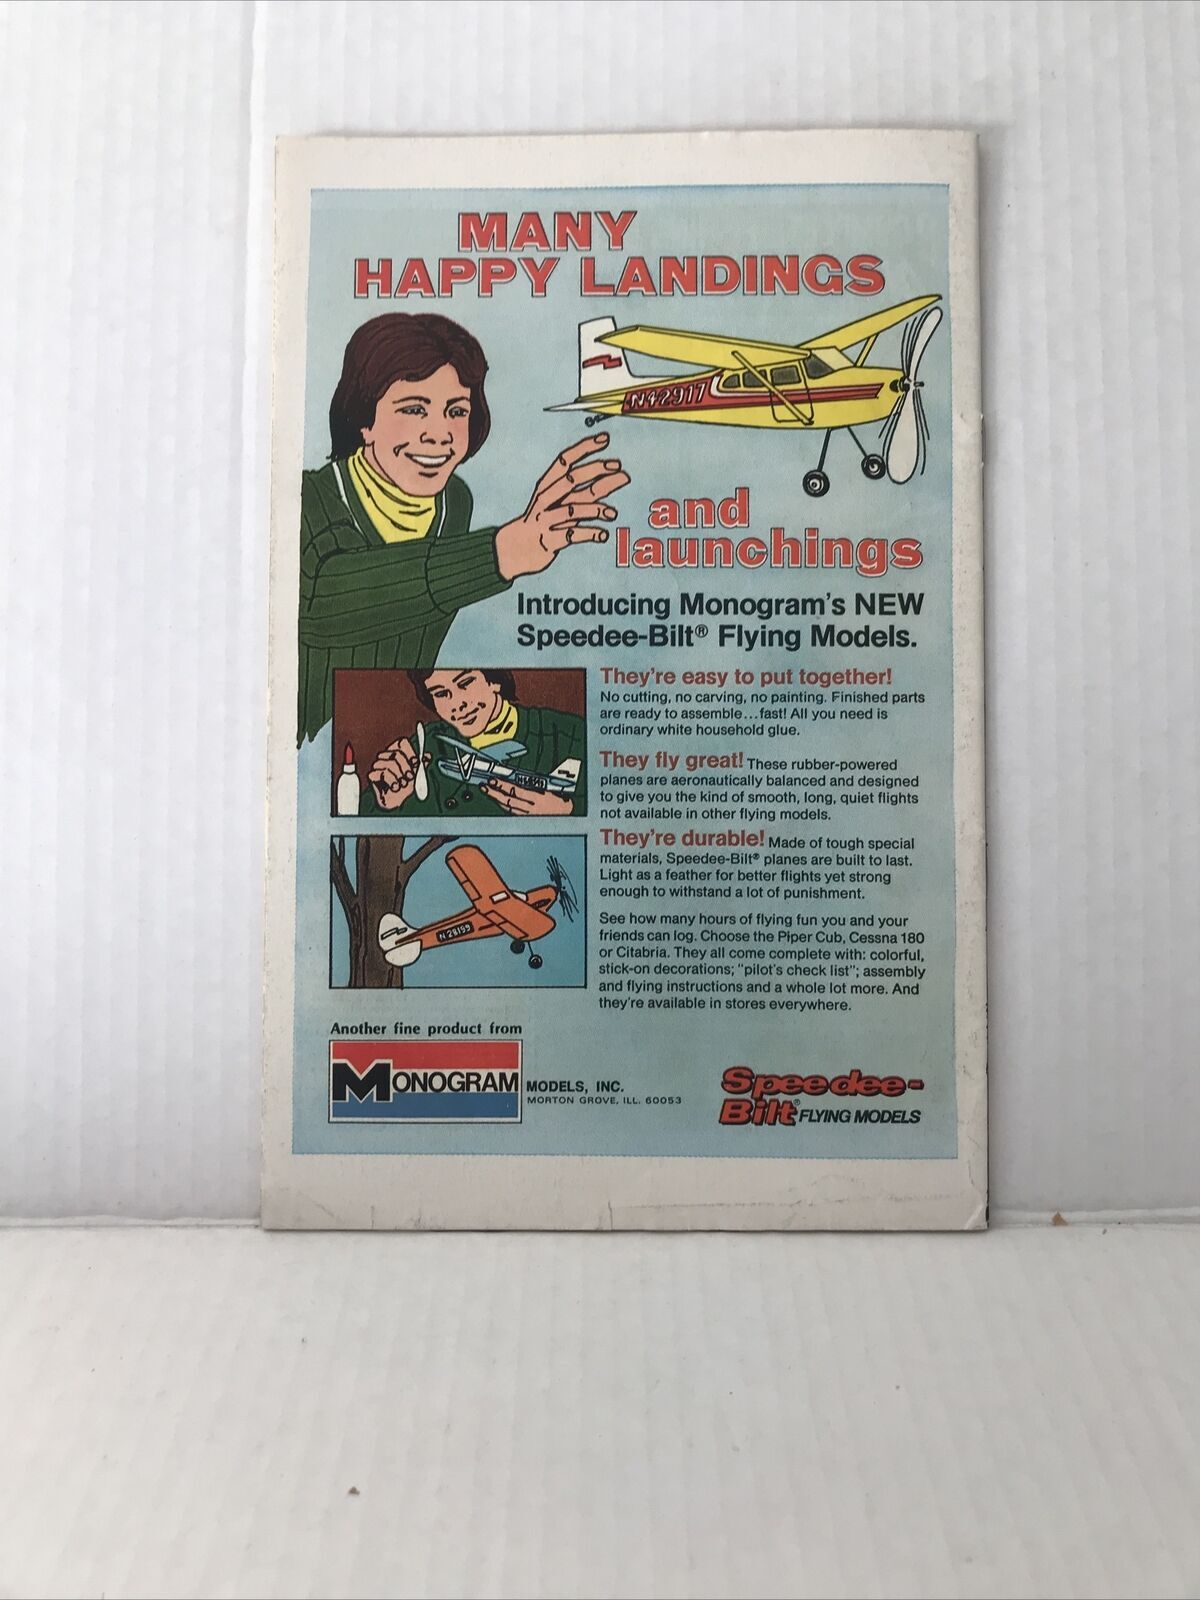 MANY
HAPPY LANDINGS
N42917
and
launchings
Introducing Monogram's NEW
Speedee-Bilt® Flying Models.
They're easy to put together!
No cutting, no carving, no painting. Finished parts
are ready to assemble...fast! All you need is
ordinary white household glue.
They fly great! These rubber-powered
planes are aeronautically balanced and designed
to give you the kind of smooth, long, quiet flights
not available in other flying models.
They're durable! Made of tough special
materials, Speedee-Bilt® planes are built to last.
Light as a feather for better flights yet strong
enough to withstand a lot of punishment.
N28199
See how many hours of flying fun you and your
friends can log. Choose the Piper Cub, Cessna 180
or Citabria. They all come complete with: colorful,
stick-on decorations; "pilot's check list"; assembly
and flying instructions and a whole lot more. And
they're available in stores everywhere.
Another fine product from
MONOGRAM MODELS, INC.
MORTON GROVE, ILL. 60053
Speedee-
Bilt® FLYING MODELS